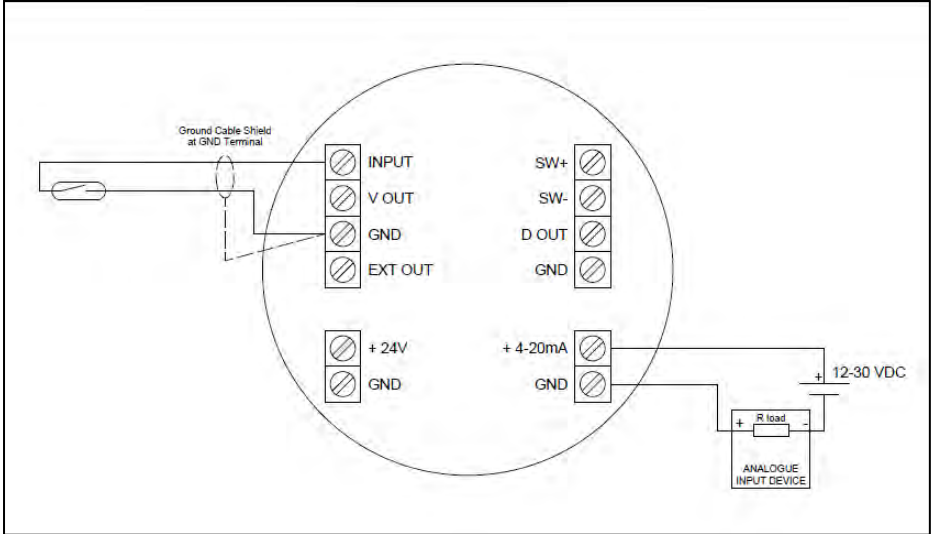 Ground Cable Shield
at GND Terminal
INPUT
V OUT
GND
EXT OUT
SW+
SW-
D OUT
GND
+ 24V
GND
+ 4-20mA
GND
+ 12-30 VDC
+ R load -
ANALOGUE
INPUT DEVICE